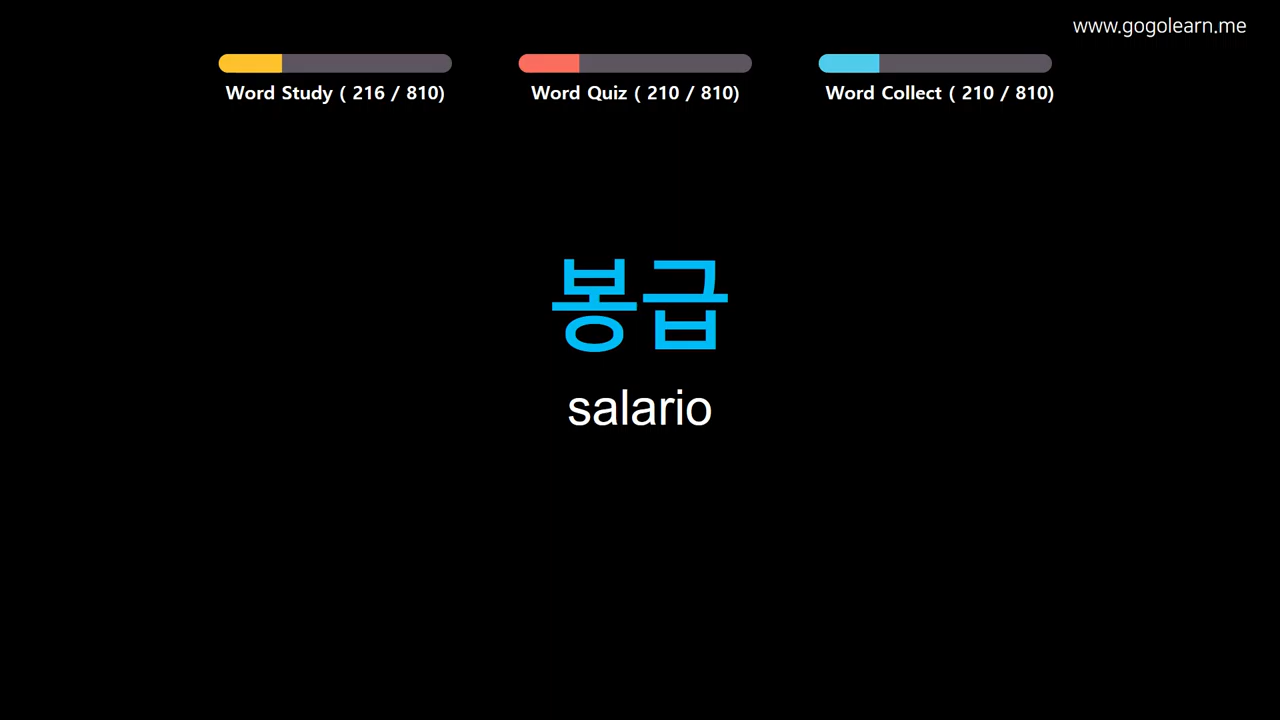 www.gogolearn.me
Word Study ( 216 / 810)
Word Quiz ( 210 / 810)
Word Collect ( 210 / 810)
봉급
salario